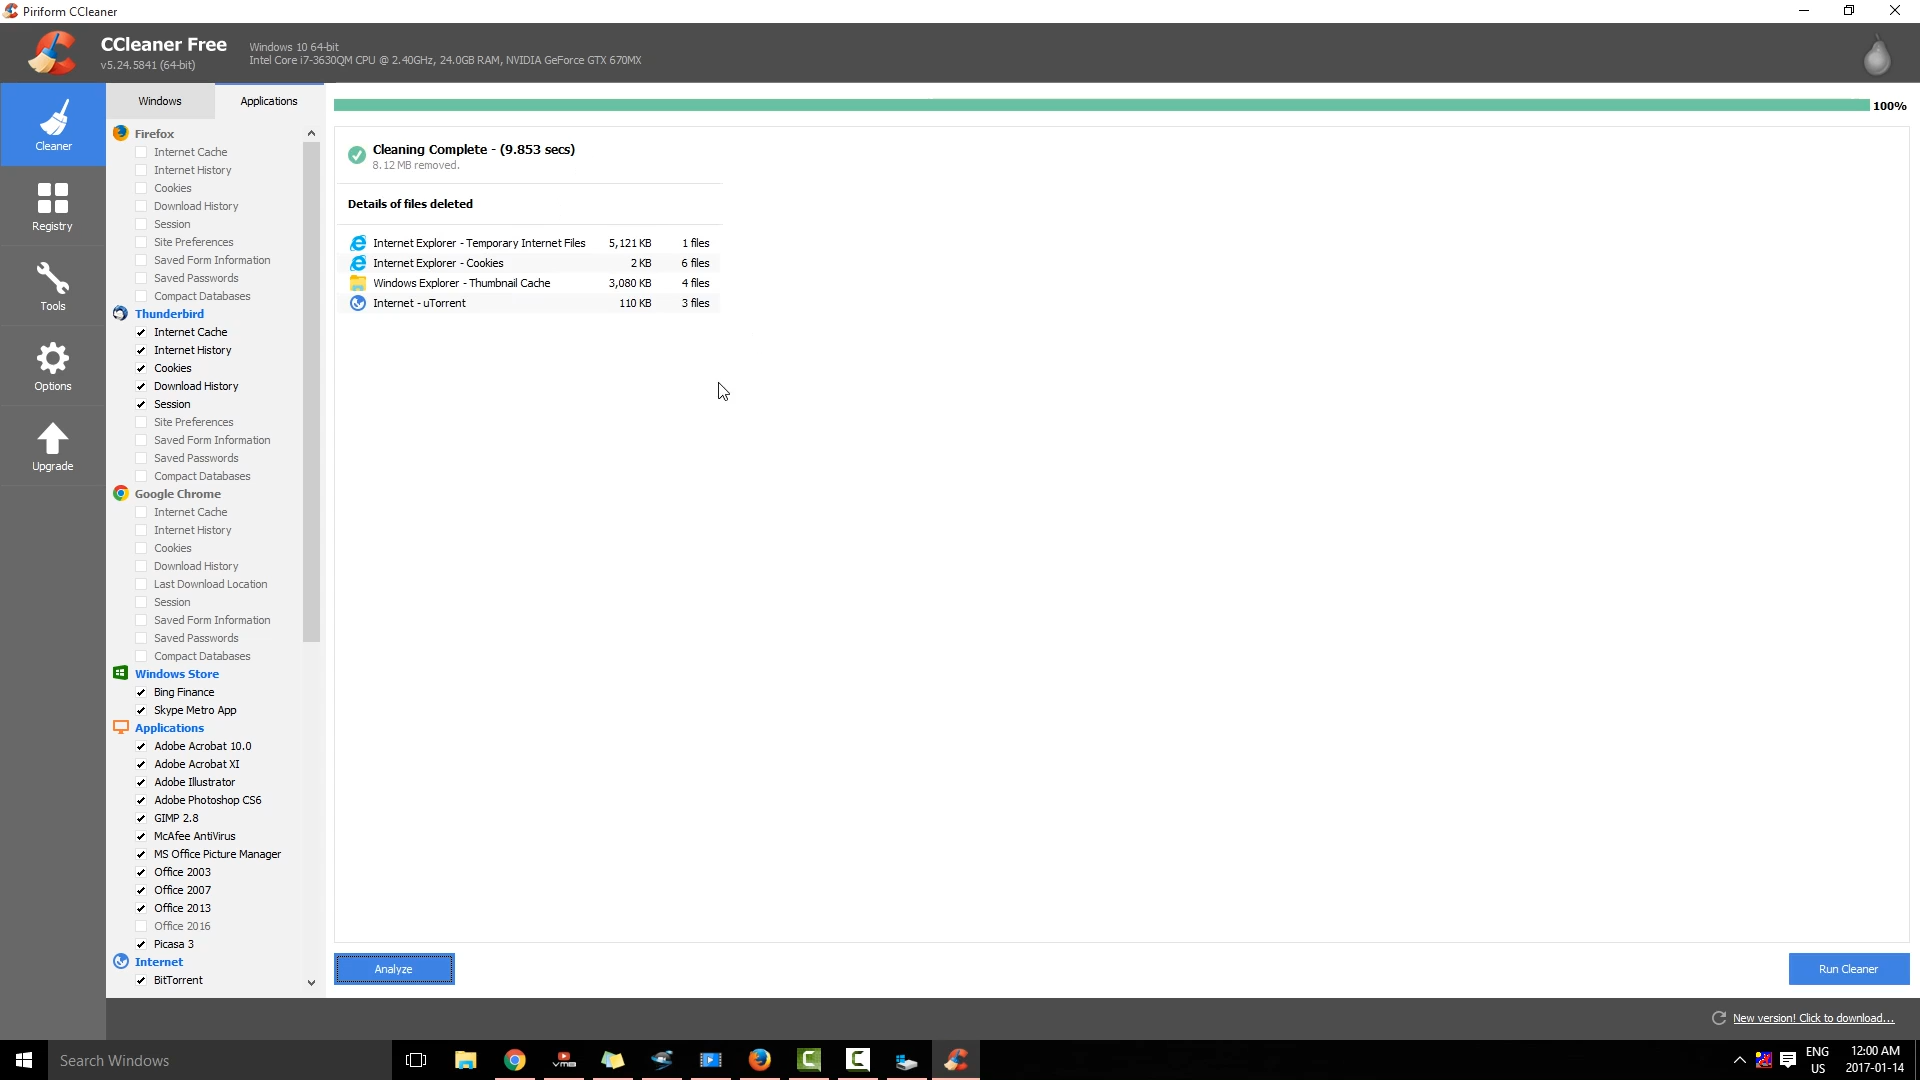 Piriform CCleaner
CCleaner Free
v5.24.5841 (64-bit)
Windows 10 64-bit
Intel Core i7-3630QM CPU @ 2.40GHz, 24.0GB RAM, NVIDIA GeForce GTX 670MX
Cleaner
Registry
Tools
Options
Upgrade
Windows
Applications
Firefox
Internet Cache
Internet History
Cookies
Download History
Session
Site Preferences
Saved Form Information
Saved Passwords
Compact Databases
Thunderbird
Internet Cache
Internet History
Cookies
Download History
Session
Site Preferences
Saved Form Information
Saved Passwords
Compact Databases
Google Chrome
Internet Cache
Internet History
Cookies
Download History
Last Download Location
Session
Saved Form Information
Saved Passwords
Compact Databases
Windows Store
Bing Finance
Skype Metro App
Applications
Adobe Acrobat 10.0
Adobe Acrobat XI
Adobe Illustrator
Adobe Photoshop CS6
GIMP 2.8
McAfee AntiVirus
MS Office Picture Manager
Office 2003
Office 2007
Office 2013
Office 2016
Picasa 3
Internet
BitTorrent
100%
Cleaning Complete - (9.853 secs)
8.12 MB removed.
Details of files deleted
Internet Explorer - Temporary Internet Files 5,121 KB 1 files
Internet Explorer - Cookies 2 KB 6 files
Windows Explorer - Thumbnail Cache 3,080 KB 4 files
Internet - uTorrent 110 KB 3 files
Analyze
Run Cleaner
New version! Click to download...
Search Windows
ENG
US
12:00 AM
2017-01-14